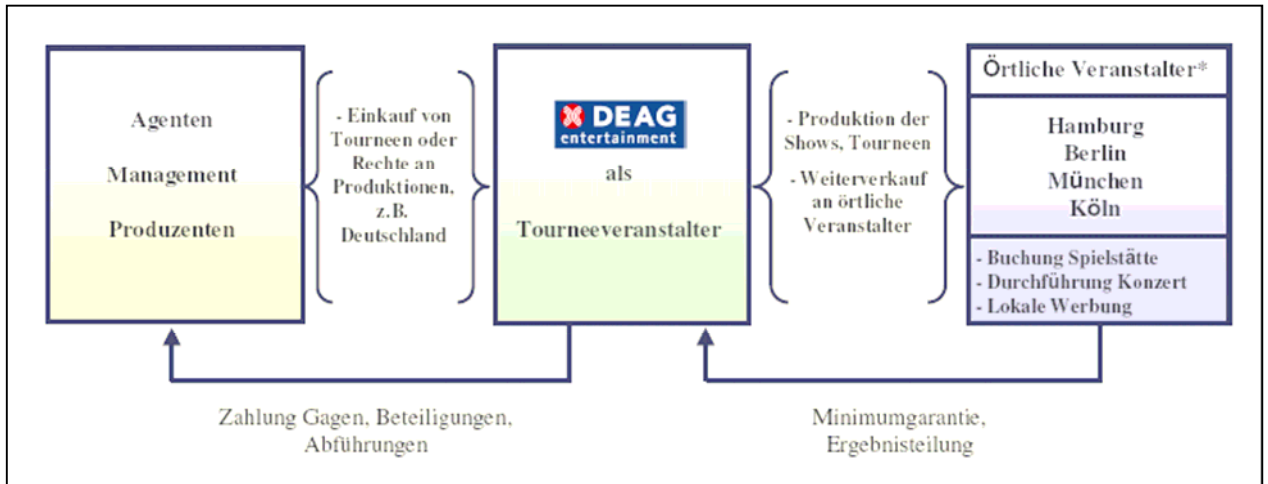 Agenten
Management
Produzenten
- Einkauf von
Tourneen oder
Rechte an
Produktionen,
z.B.
Deutschland
DEAG
entertainment
als
Tourneeveranstalter
- Produktion der
Shows, Tourneen
- Weiterverkauf
an örtliche
Veranstalter
Örtliche Veranstalter*
Hamburg
Berlin
München
Köln
- Buchung Spielstätte
- Durchführung Konzert
- Lokale Werbung
Zahlung Gagen, Beteiligungen,
Abführungen
Minimumgarantie,
Ergebnisteilung